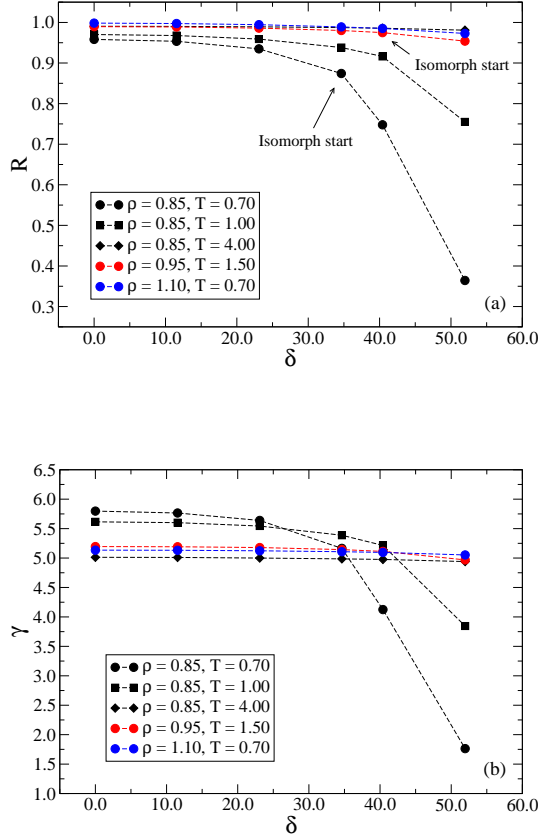 1.0
0.9
0.8
0.7
0.6
0.5
0.4
0.3
R
Isomorph start
Isomorph start
ρ = 0.85, T = 0.70
ρ = 0.85, T = 1.00
ρ = 0.85, T = 4.00
ρ = 0.95, T = 1.50
ρ = 1.10, T = 0.70
(a)
0.0 10.0 20.0 30.0 40.0 50.0 60.0
δ
6.5
6.0
5.5
5.0
4.5
4.0
3.5
3.0
2.5
2.0
1.5
1.0
γ
ρ = 0.85, T = 0.70
ρ = 0.85, T = 1.00
ρ = 0.85, T = 4.00
ρ = 0.95, T = 1.50
ρ = 1.10, T = 0.70
(b)
0.0 10.0 20.0 30.0 40.0 50.0 60.0
δ